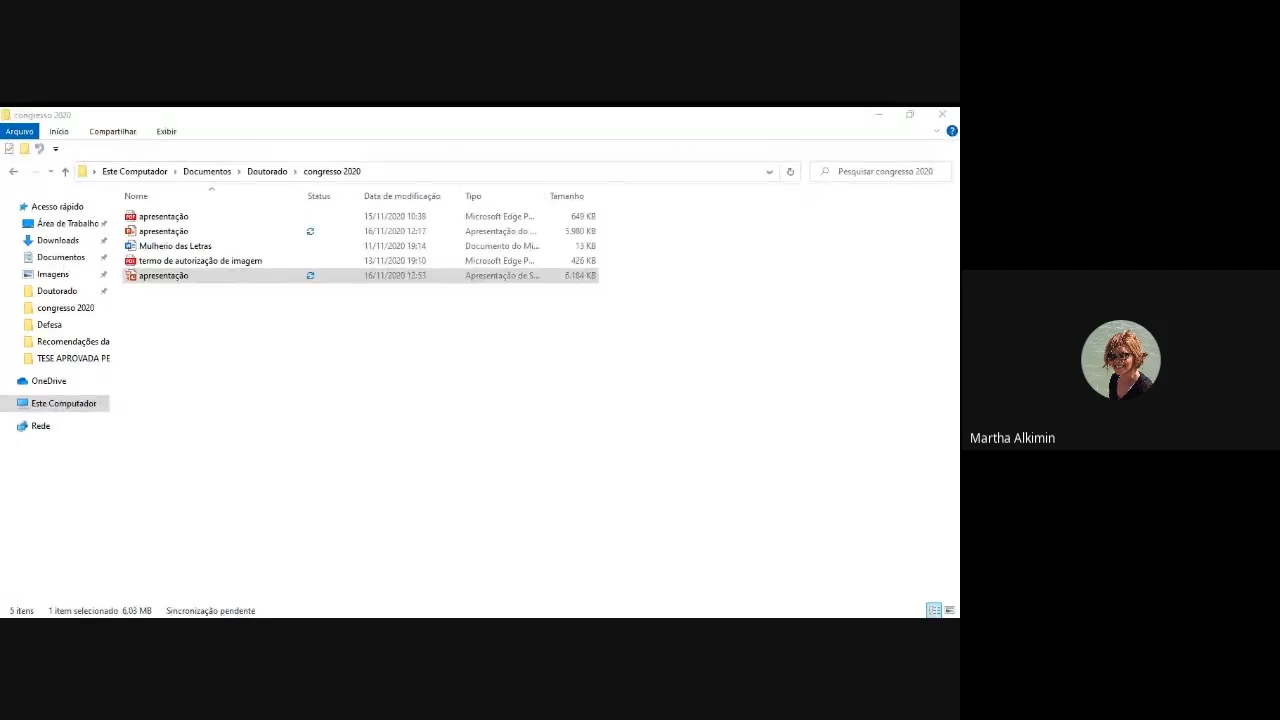 congresso 2020
Arquivo Início Compartilhar Exibir
Este Computador Documentos Doutorado congresso 2020 Pesquisar congresso 2020
Nome Status Data de modificação Tipo Tamanho
apresentação 15/11/2020 10:38 Microsoft Edge P... 649 KB
apresentação 16/11/2020 12:17 Apresentação do ... 5.980 KB
Mulherio das Letras 11/11/2020 19:14 Documento do Mi... 13 KB
termo de autorização de imagem 13/11/2020 19:10 Microsoft Edge P... 426 KB
apresentação 16/11/2020 12:53 Apresentação de S... 6.184 KB
Acesso rápido
Área de Trabalho
Downloads
Documentos
Imagens
Doutorado
congresso 2020
Defesa
Recomendações da
TESE APROVADA PE
OneDrive
Este Computador
Rede
5 itens 1 item selecionado 6,03 MB Sincronização pendente
Martha Alkimin